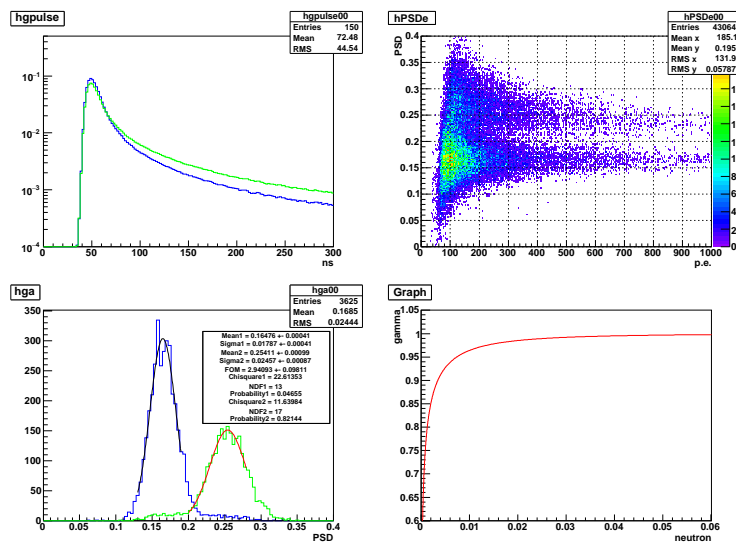 hgpulse
hgpulse00
Entries 150
Mean 72.48
RMS 44.54
10⁻¹
10⁻²
10⁻³
10⁻⁴
0 50 100 150 200 250 300
ns
hPSDe
hPSDe00
Entries 43064
Mean x 185.1
Mean y 0.195
RMS x 131.9
RMS y 0.05787
PSD
0.4
0.35
0.3
0.25
0.2
0.15
0.1
0.05
0
0 100 200 300 400 500 600 700 800 900 1000
p.e.
8
6
4
2
0
hga
hga00
Entries 3625
Mean 0.1685
RMS 0.02444
Mean1 = 0.16476 +- 0.00041
Sigma1 = 0.01787 +- 0.00041
Mean2 = 0.25411 +- 0.00099
Sigma2 = 0.02457 +- 0.00087
FOM = 2.94093 +- 0.09811
Chisquare1 = 22.61353
NDF1 = 13
Probability1 = 0.04655
Chisquare2 = 11.63984
NDF2 = 17
Probability2 = 0.82144
350
300
250
200
150
100
50
0
0 0.05 0.1 0.15 0.2 0.25 0.3 0.35 0.4
PSD
Graph
gamma
1.05
1
0.95
0.9
0.85
0.8
0.75
0.7
0.65
0.6
0 0.01 0.02 0.03 0.04 0.05 0.06
neutron